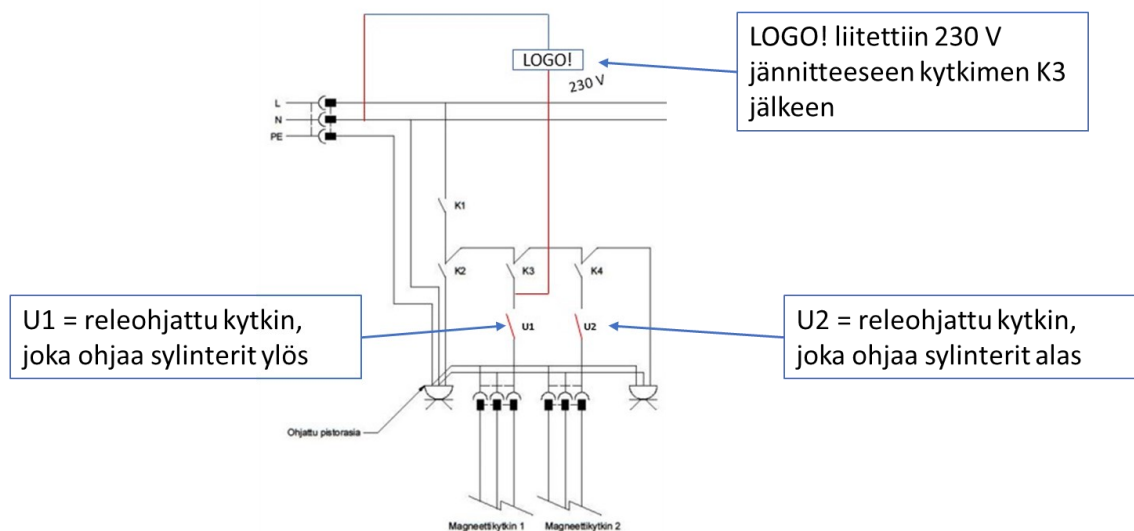 LOGO!
230 V
LOGO! liitettiin 230 V
jännitteeseen kytkimen K3
jälkeen
L
N
PE
K1
K2
K3
K4
U1 = releohjattu kytkin,
joka ohjaa sylinterit ylös
U1
U2
U2 = releohjattu kytkin,
joka ohjaa sylinterit alas
Ohjattu pistorasia
Magneettikytkin 1
Magneettikytkin 2